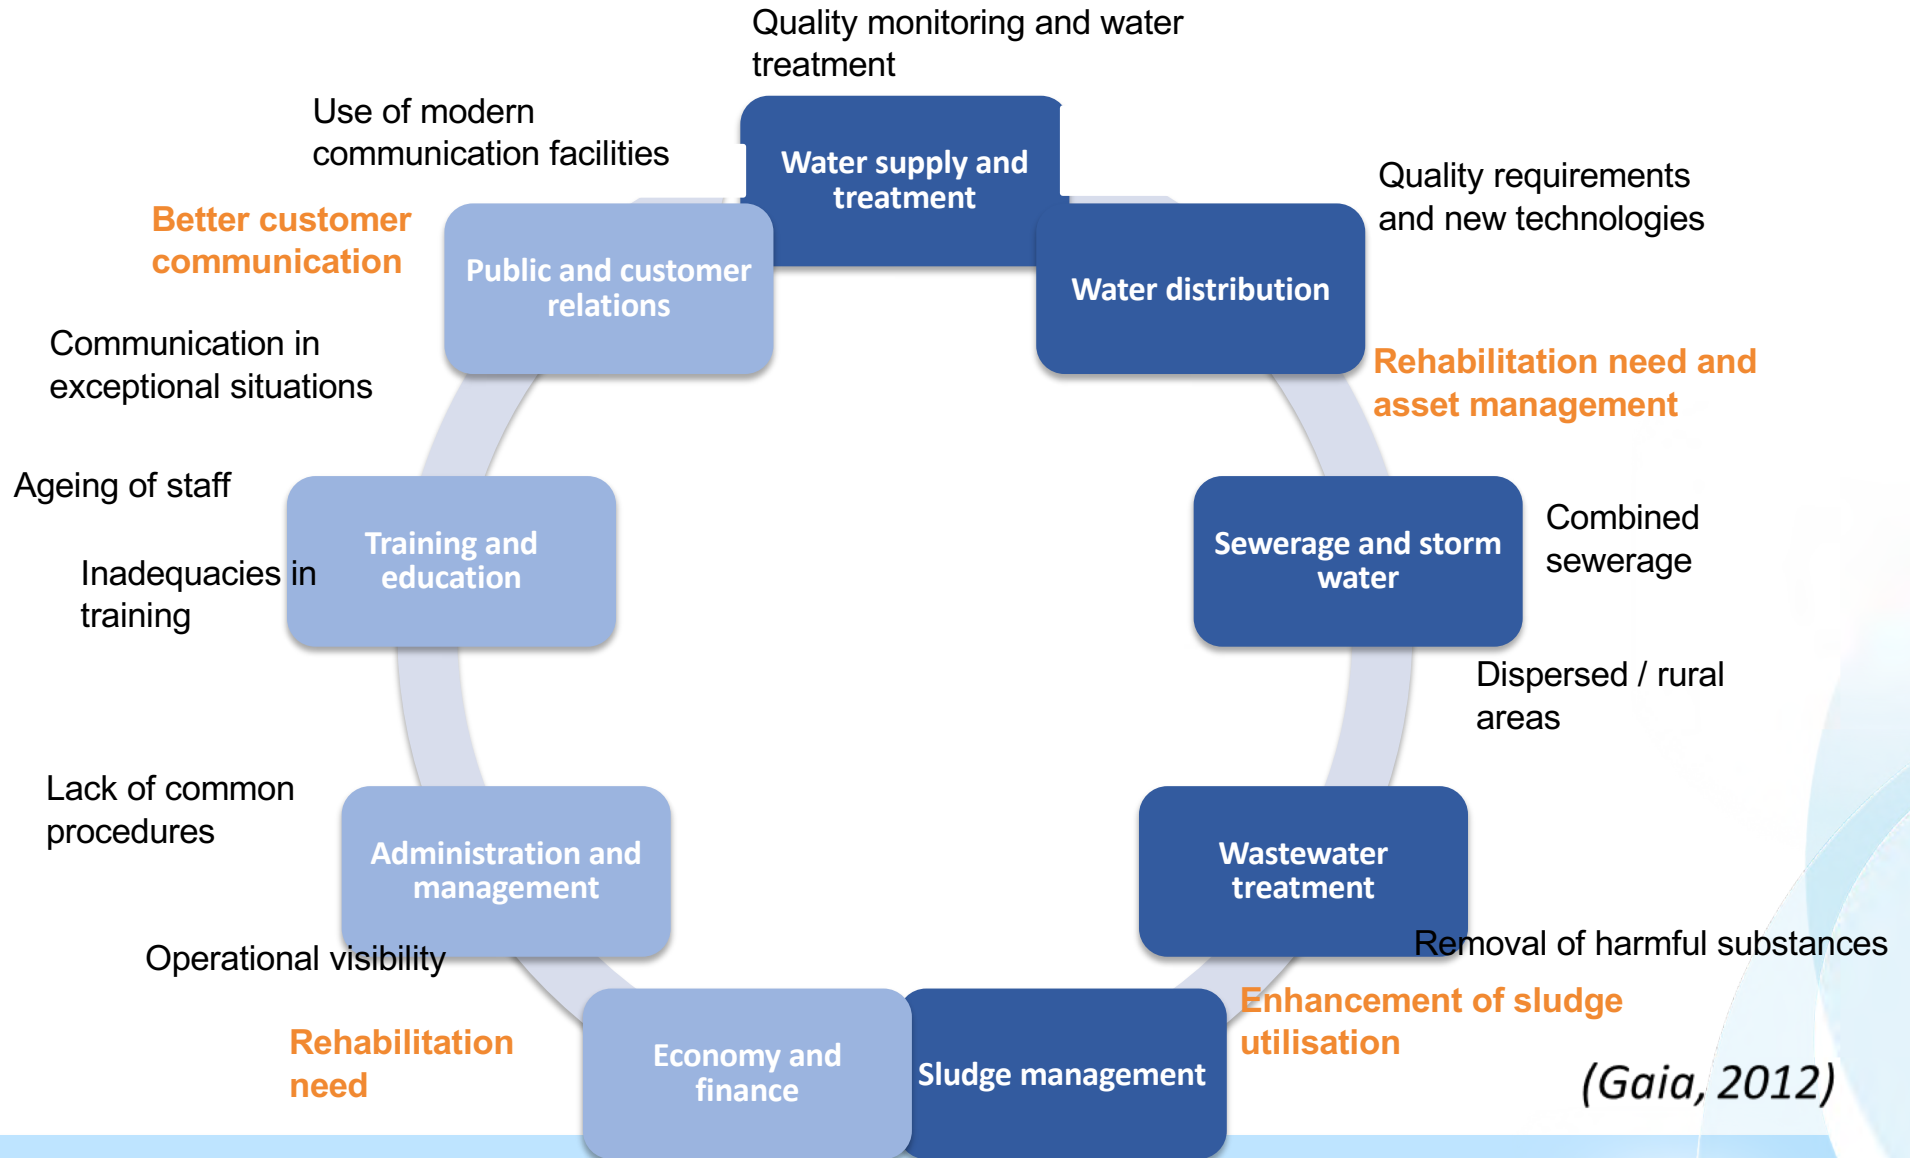 Quality monitoring and water
treatment
Use of modern
communication facilities
Water supply and
treatment
Quality requirements
and new technologies
Better customer
communication
Public and customer
relations
Water distribution
Communication in
exceptional situations
Rehabilitation need and
asset management
Ageing of staff
Training and
education
Inadequacies in
training
Sewerage and storm
water
Combined
sewerage
Dispersed / rural
areas
Lack of common
procedures
Administration and
management
Wastewater
treatment
Operational visibility
Removal of harmful substances
Rehabilitation
need
Economy and
finance
Sludge management
Enhancement of sludge
utilisation
(Gaia, 2012)